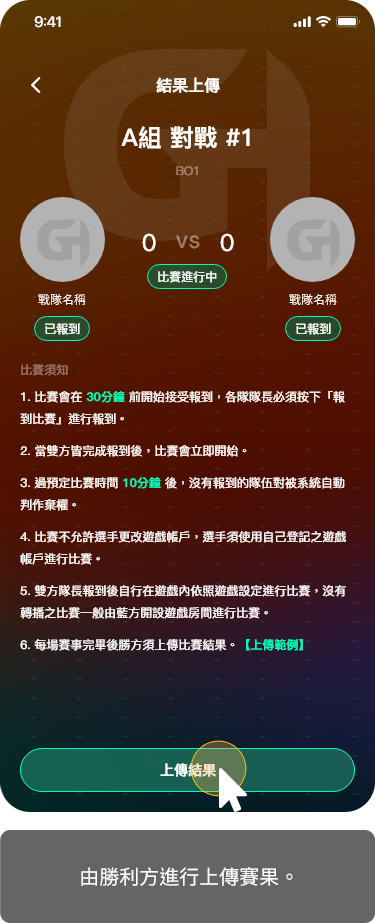 9:41
結果上傳
A組 對戰 #1
BO1
0 VS 0
比賽進行中
戰隊名稱 戰隊名稱
已報到 已報到
比賽須知
1. 比賽會在 30分鐘 前開始接受報到，各隊隊長必須按下「報
到比賽」進行報到。
2. 當雙方皆完成報到後，比賽會立即開始。
3. 過預定比賽時間 10分鐘 後，沒有報到的隊伍對被系統自動
判作棄權。
4. 比賽不允許選手更改遊戲帳戶，選手須使用自己登記之遊戲
帳戶進行比賽。
5. 雙方隊長報到後自行在遊戲內依照遊戲設定進行比賽，沒有
轉播之比賽一般由藍方開設遊戲房間進行比賽。
6. 每場賽事完畢後勝方須上傳比賽結果。【上傳範例】
上傳結果
由勝利方進行上傳賽果。